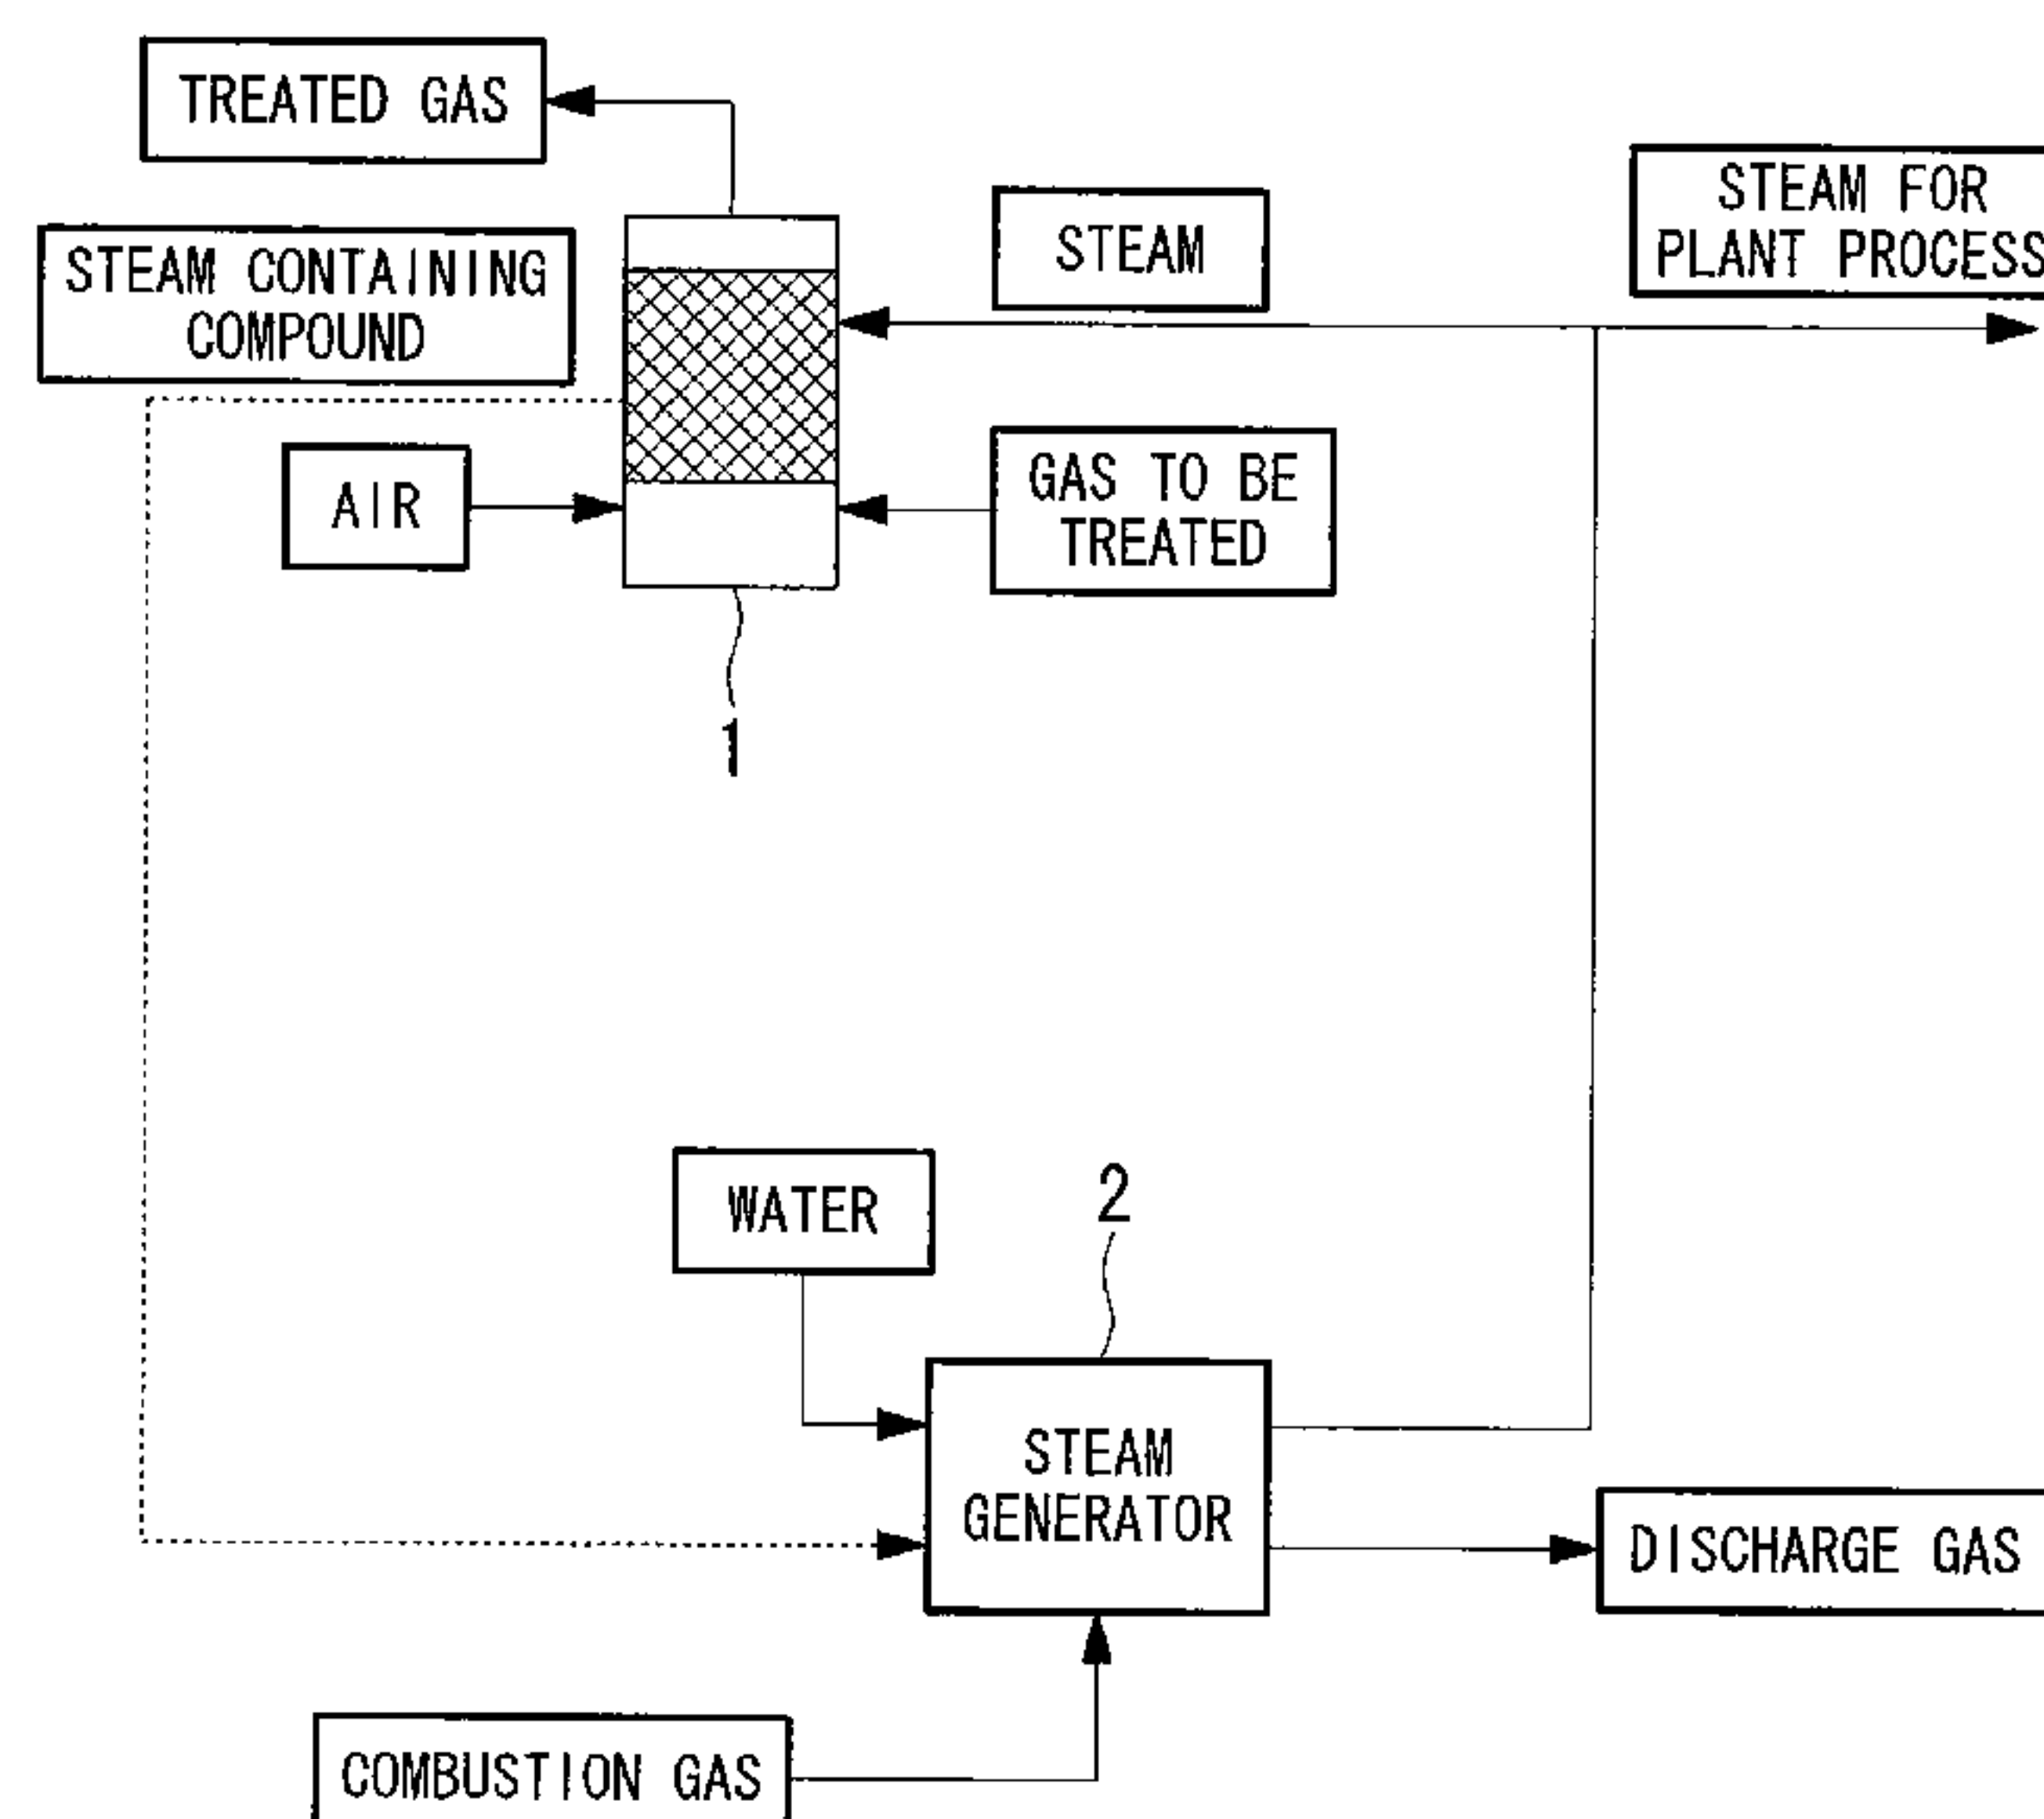 TREATED GAS
STEAM CONTAINING
COMPOUND
STEAM
STEAM FOR
PLANT PROCESS
AIR
GAS TO BE
TREATED
1
WATER
2
STEAM
GENERATOR
DISCHARGE GAS
COMBUSTION GAS